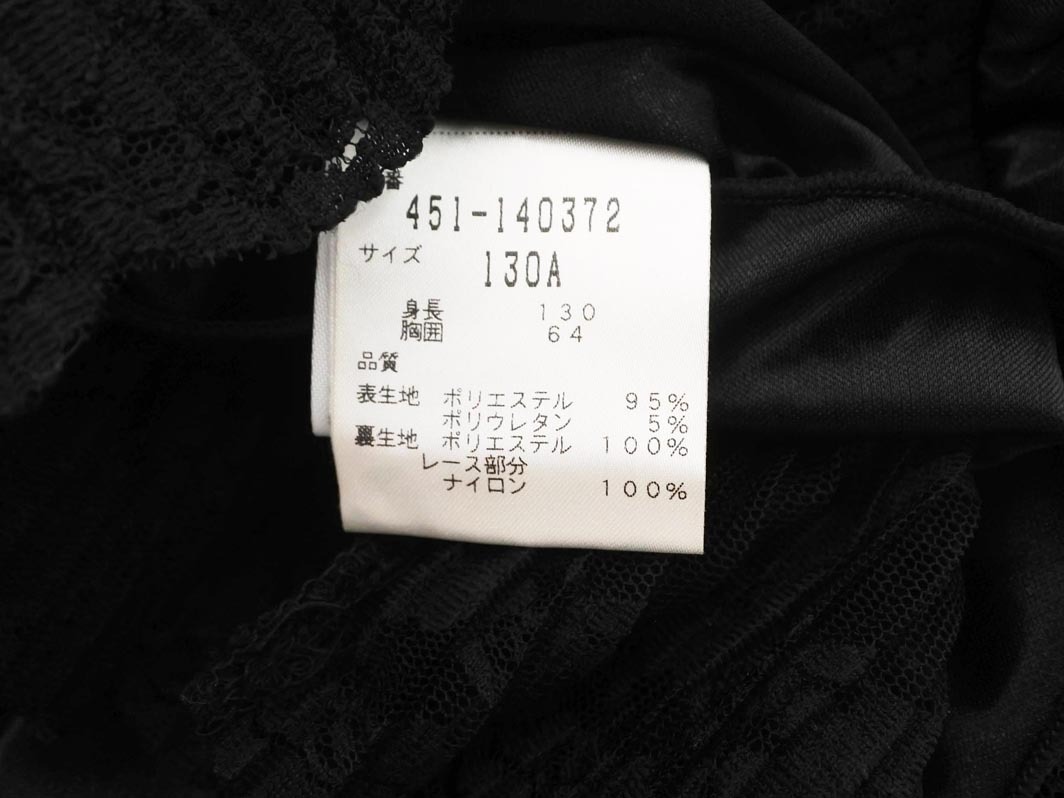 番
451-140372
サイズ 130A
身長 130
胸囲 64
品質
表生地 ポリエステル 95%
ポリウレタン 5%
裏生地 ポリエステル 100%
レース部分
ナイロン 100%